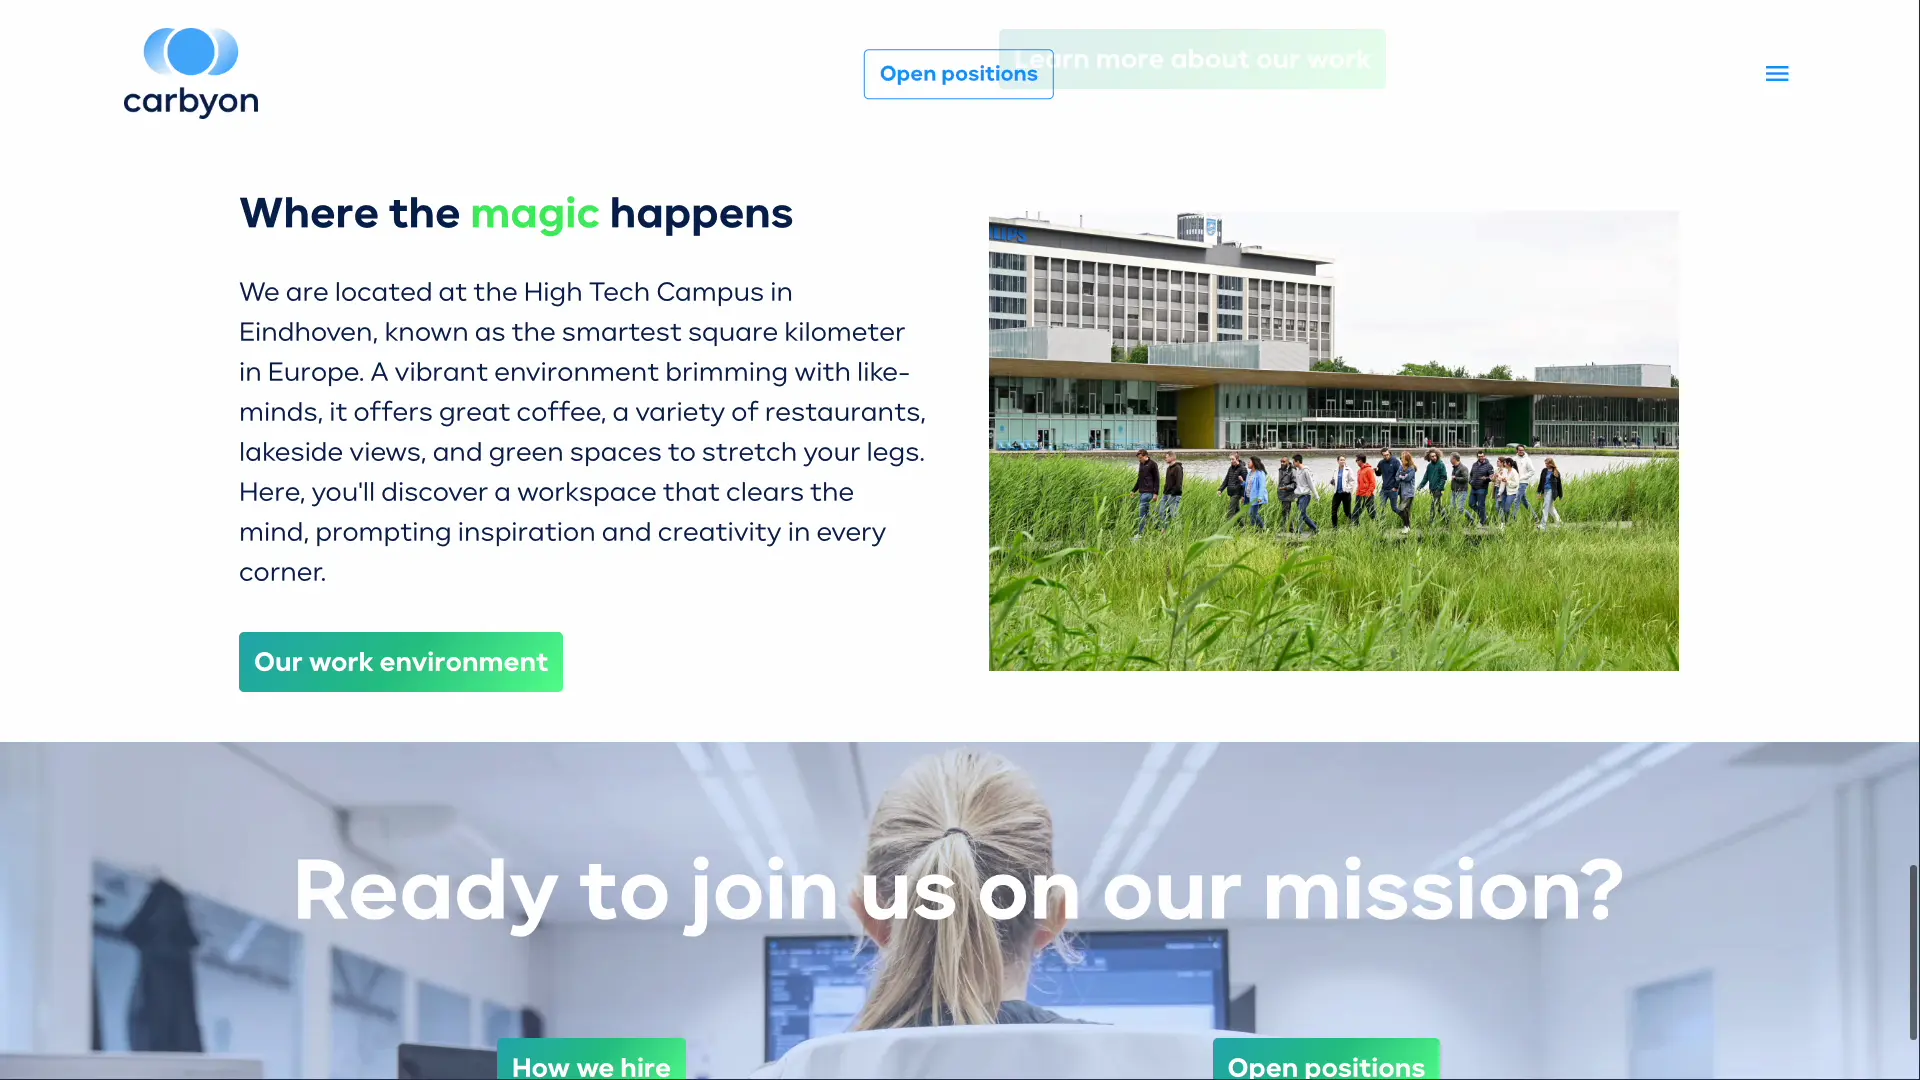 carbyon
Open positions
Learn more about our work
Where the magic happens
We are located at the High Tech Campus in
Eindhoven, known as the smartest square kilometer
in Europe. A vibrant environment brimming with like-
minds, it offers great coffee, a variety of restaurants,
lakeside views, and green spaces to stretch your legs.
Here, you'll discover a workspace that clears the
mind, prompting inspiration and creativity in every
corner.
Our work environment
Ready to join us on our mission?
How we hire
Open positions